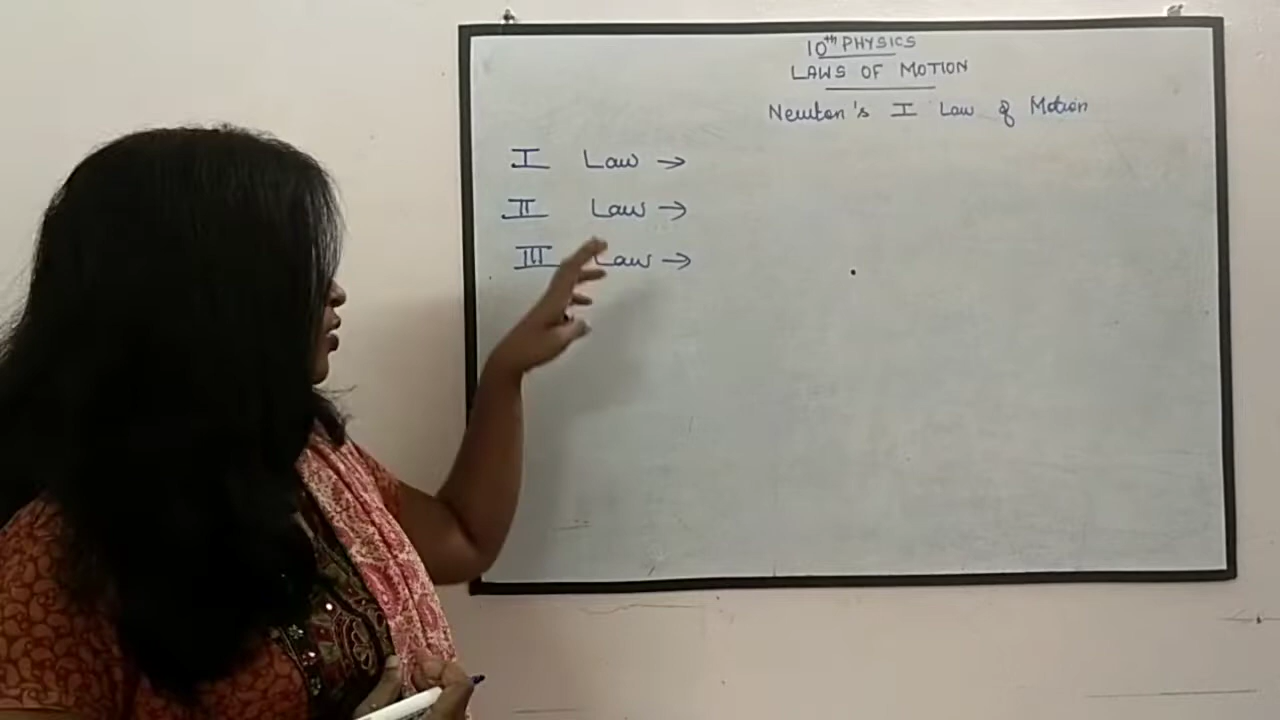 10th PHYSICS
LAWS OF MOTION
Newton's I Law of Motion
I Law →
II Law →
III Law →